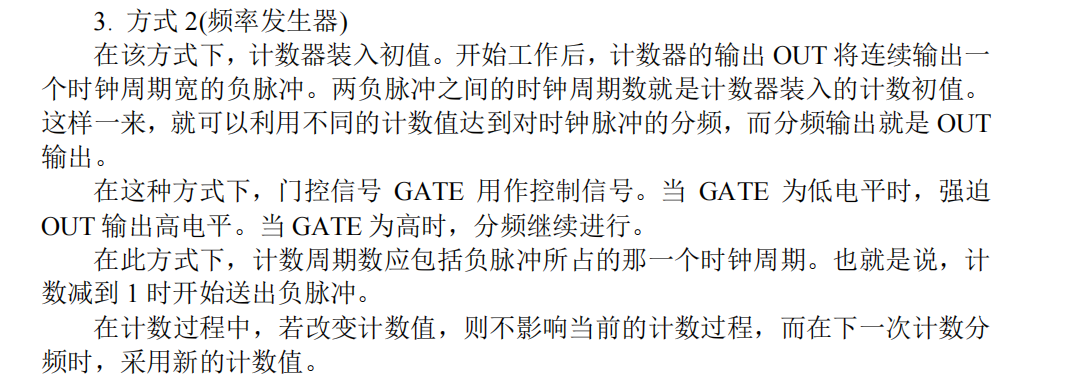 3. 方式 2(频率发生器)
在该方式下，计数器装入初值。开始工作后，计数器的输出 OUT 将连续输出一
个时钟周期宽的负脉冲。两负脉冲之间的时钟周期数就是计数器装入的计数初值。
这样一来，就可以利用不同的计数值达到对时钟脉冲的分频，而分频输出就是 OUT
输出。
在这种方式下，门控信号 GATE 用作控制信号。当 GATE 为低电平时，强迫
OUT 输出高电平。当 GATE 为高时，分频继续进行。
在此方式下，计数周期数应包括负脉冲所占的那一个时钟周期。也就是说，计
数减到 1 时开始送出负脉冲。
在计数过程中，若改变计数值，则不影响当前的计数过程，而在下一次计数分
频时，采用新的计数值。